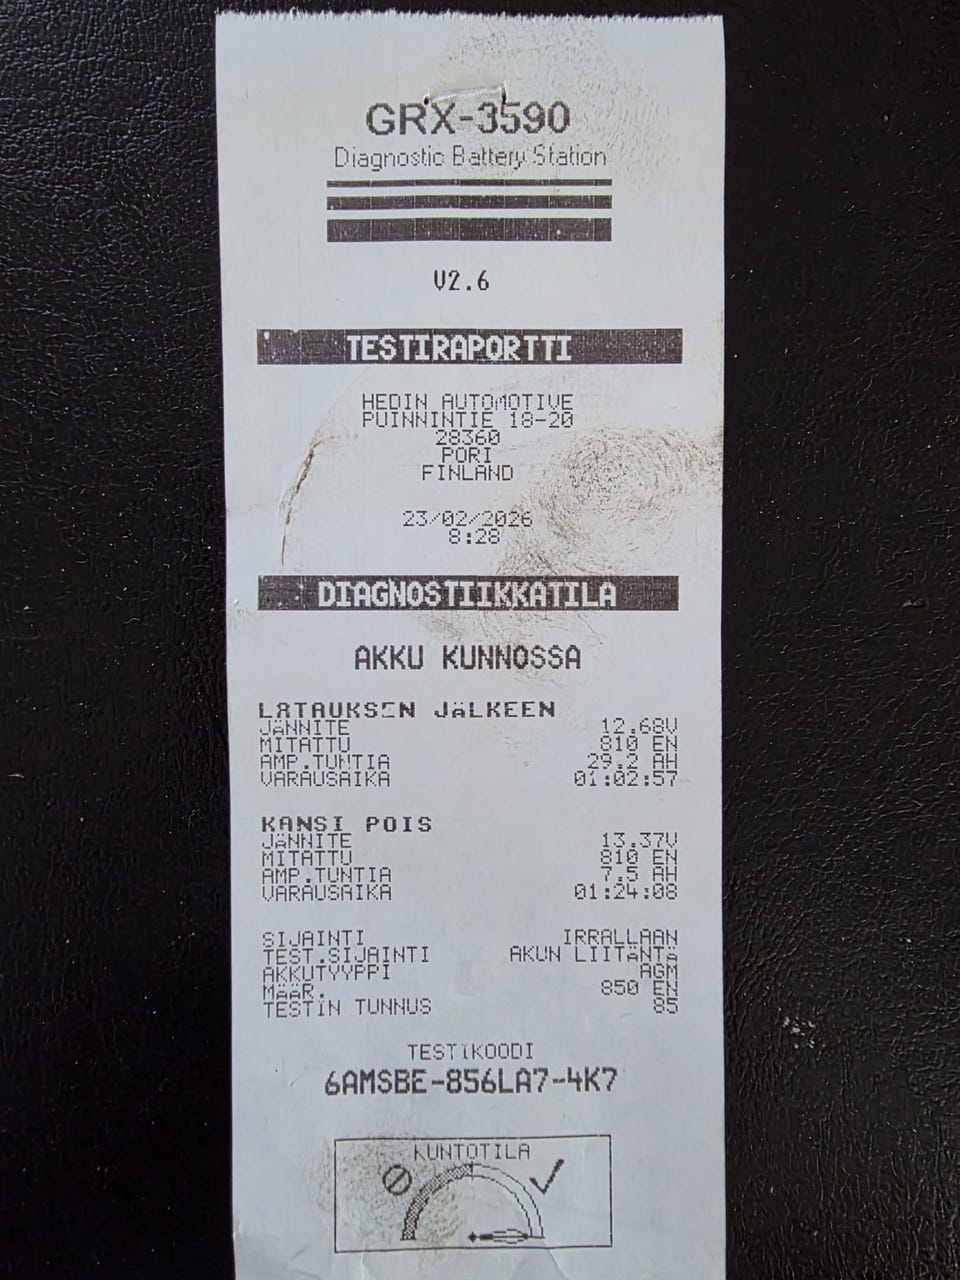 GRX-3590
Diagnostic Battery Station
V2.6
TESTIRAPORTTI
HEDIN AUTOMOTIVE
PUINNINTIE 18-20
28360
PORI
FINLAND
23/02/2026
8:28
DIAGNOSTIIKKATILA
AKKU KUNNOSSA
LATAUKSEN JäLKEEN
JäNNITE 12.68V
MITATTU 810 EN
AMP.TUNTIA 29.2 AH
VARAUSAIKA 01:02:57
KANSI POIS
JäNNITE 13.37V
MITATTU 810 EN
AMP.TUNTIA 7.5 AH
VARAUSAIKA 01:24:08
SIJAINTI IRRALLAAN
TEST.SIJAINTI AKUN LIITäNTä
AKKUTYYPPI AGM
MääR. 850 EN
TESTIN TUNNUS 85
TESTIKOODI
6AMSBE-856LA7-4K7
KUNTOTILA